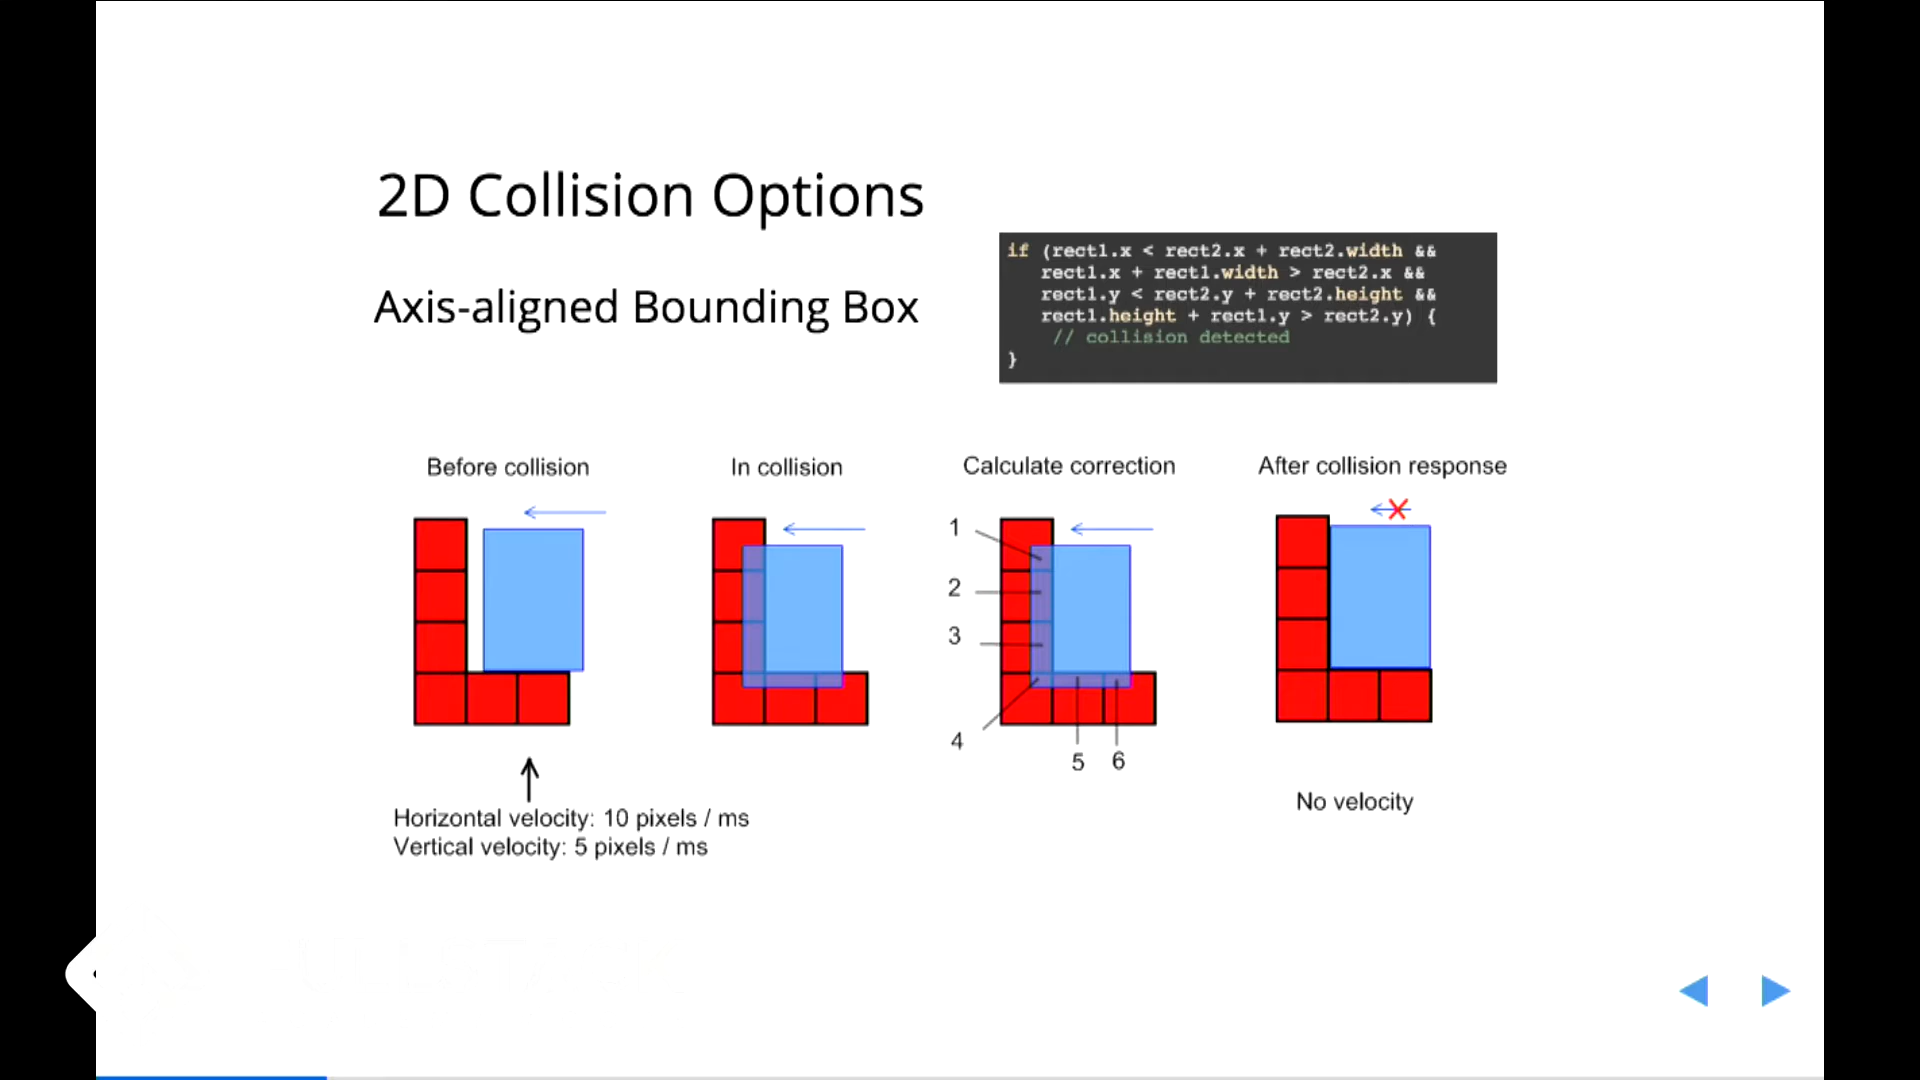 2D Collision Options
Axis-aligned Bounding Box
if (rect1.x < rect2.x + rect2.width &&
rect1.x + rect1.width > rect2.x &&
rect1.y < rect2.y + rect2.height &&
rect1.height + rect1.y > rect2.y) {
// collision detected
}
Before collision
In collision
Calculate correction
After collision response
1
2
3
4
5
6
Horizontal velocity: 10 pixels / ms
Vertical velocity: 5 pixels / ms
No velocity